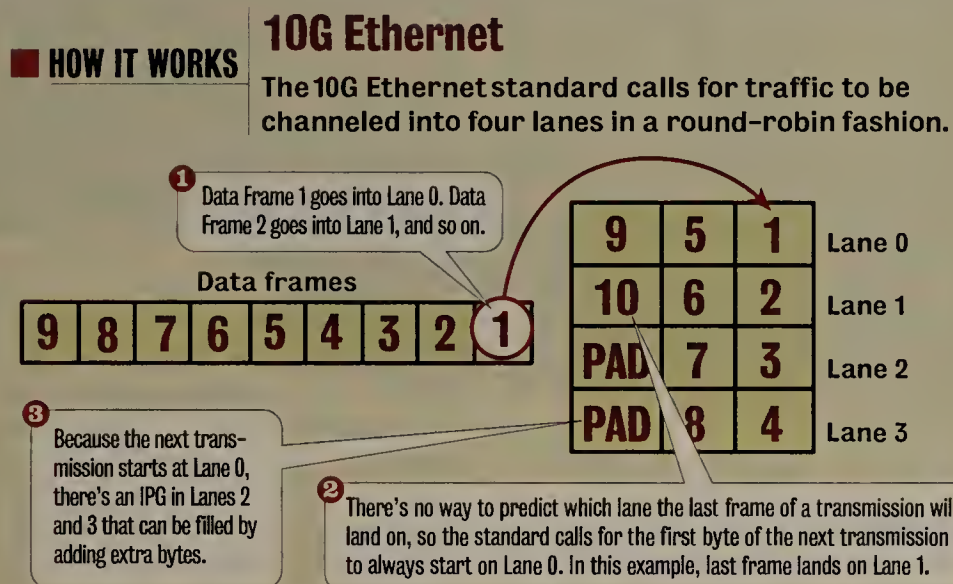 HOW IT WORKS
10G Ethernet
The 10G Ethernet standard calls for traffic to be
channeled into four lanes in a round-robin fashion.
1
Data Frame 1 goes into Lane 0. Data
Frame 2 goes into Lane 1, and so on.
Data frames
9 8 7 6 5 4 3 2 1
9 5 1 Lane 0
10 6 2 Lane 1
PAD 7 3 Lane 2
PAD 8 4 Lane 3
3
Because the next trans-
mission starts at Lane 0,
there's an IPG in Lanes 2
and 3 that can be filled by
adding extra bytes.
2
There's no way to predict which lane the last frame of a transmission wil
land on, so the standard calls for the first byte of the next transmission
to always start on Lane 0. In this example, last frame lands on Lane 1.